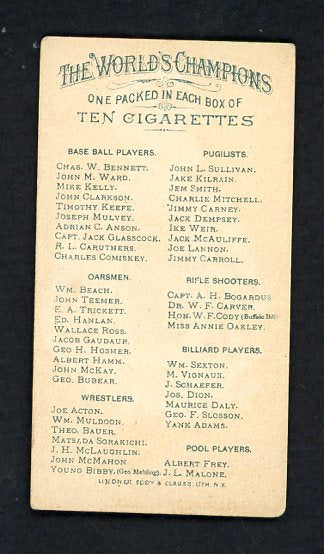 THE WORLD'S CHAMPIONS
ONE PACKED IN EACH BOX OF
TEN CIGARETTES
BASE BALL PLAYERS.
CHAS. W. BENNETT.
JOHN M. WARD.
MIKE KELLY.
JOHN CLARKSON.
TIMOTHY KEEFE.
JOSEPH MULVEY.
ADRIAN C. ANSON.
CAPT. JACK GLASSCOCK.
R. L. CARUTHERS.
CHARLES COMISKEY.
OARSMEN.
WM. BEACH.
JOHN TEEMER.
E. A. TRICKETT.
ED. HANLAN.
WALLACE ROSS.
JACOB GAUDAUR.
GEO H. HOSMER.
ALBERT HAMM.
JOHN McKAY.
GEO. BUBEAR.
WRESTLERS.
JOE ACTON.
WM. MULDOON.
THEO. BAUER.
MATSADA SORAKICHI.
J. H. McLAUGHLIN.
JOHN McMAHON
YOUNG BIBBY. (Geo Mehling).
PUGILISTS.
JOHN L. SULLIVAN.
JAKE KILRAIN.
JEM SMITH.
CHARLIE MITCHELL.
JIMMY CARNEY.
JACK DEMPSEY.
IKE WEIR.
JACK McAULIFFE.
JOE LANNON.
JIMMY CARROLL.
RIFLE SHOOTERS.
CAPT. A. H. BOGARDUS
DR. W. F. CARVER.
HON. W. F. CODY (Buffalo Bill)
MISS ANNIE OAKLEY.
BILLIARD PLAYERS.
WM. SEXTON.
M. VIGNAUX.
J. SCHAEFER.
JOS. DION.
MAURICE DALY.
GEO. F. SLOSSON.
YANK ADAMS.
POOL PLAYERS.
ALBERT FREY.
J. L. MALONE.
LINDNER, EDDY & CLAUSS, LITH. N.Y.